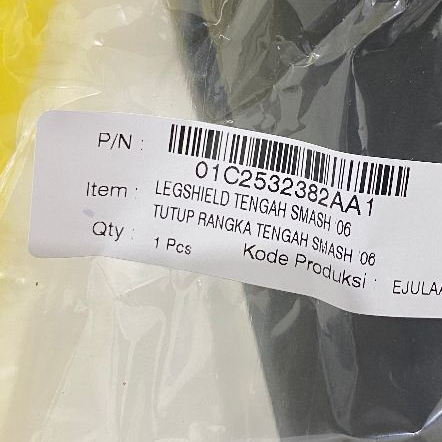 P/N :
01C2532382AA1
Item : LEGSHIELD TENGAH SMASH '06
TUTUP RANGKA TENGAH SMASH '06
Qty : 1 Pcs Kode Produksi : EJULAA